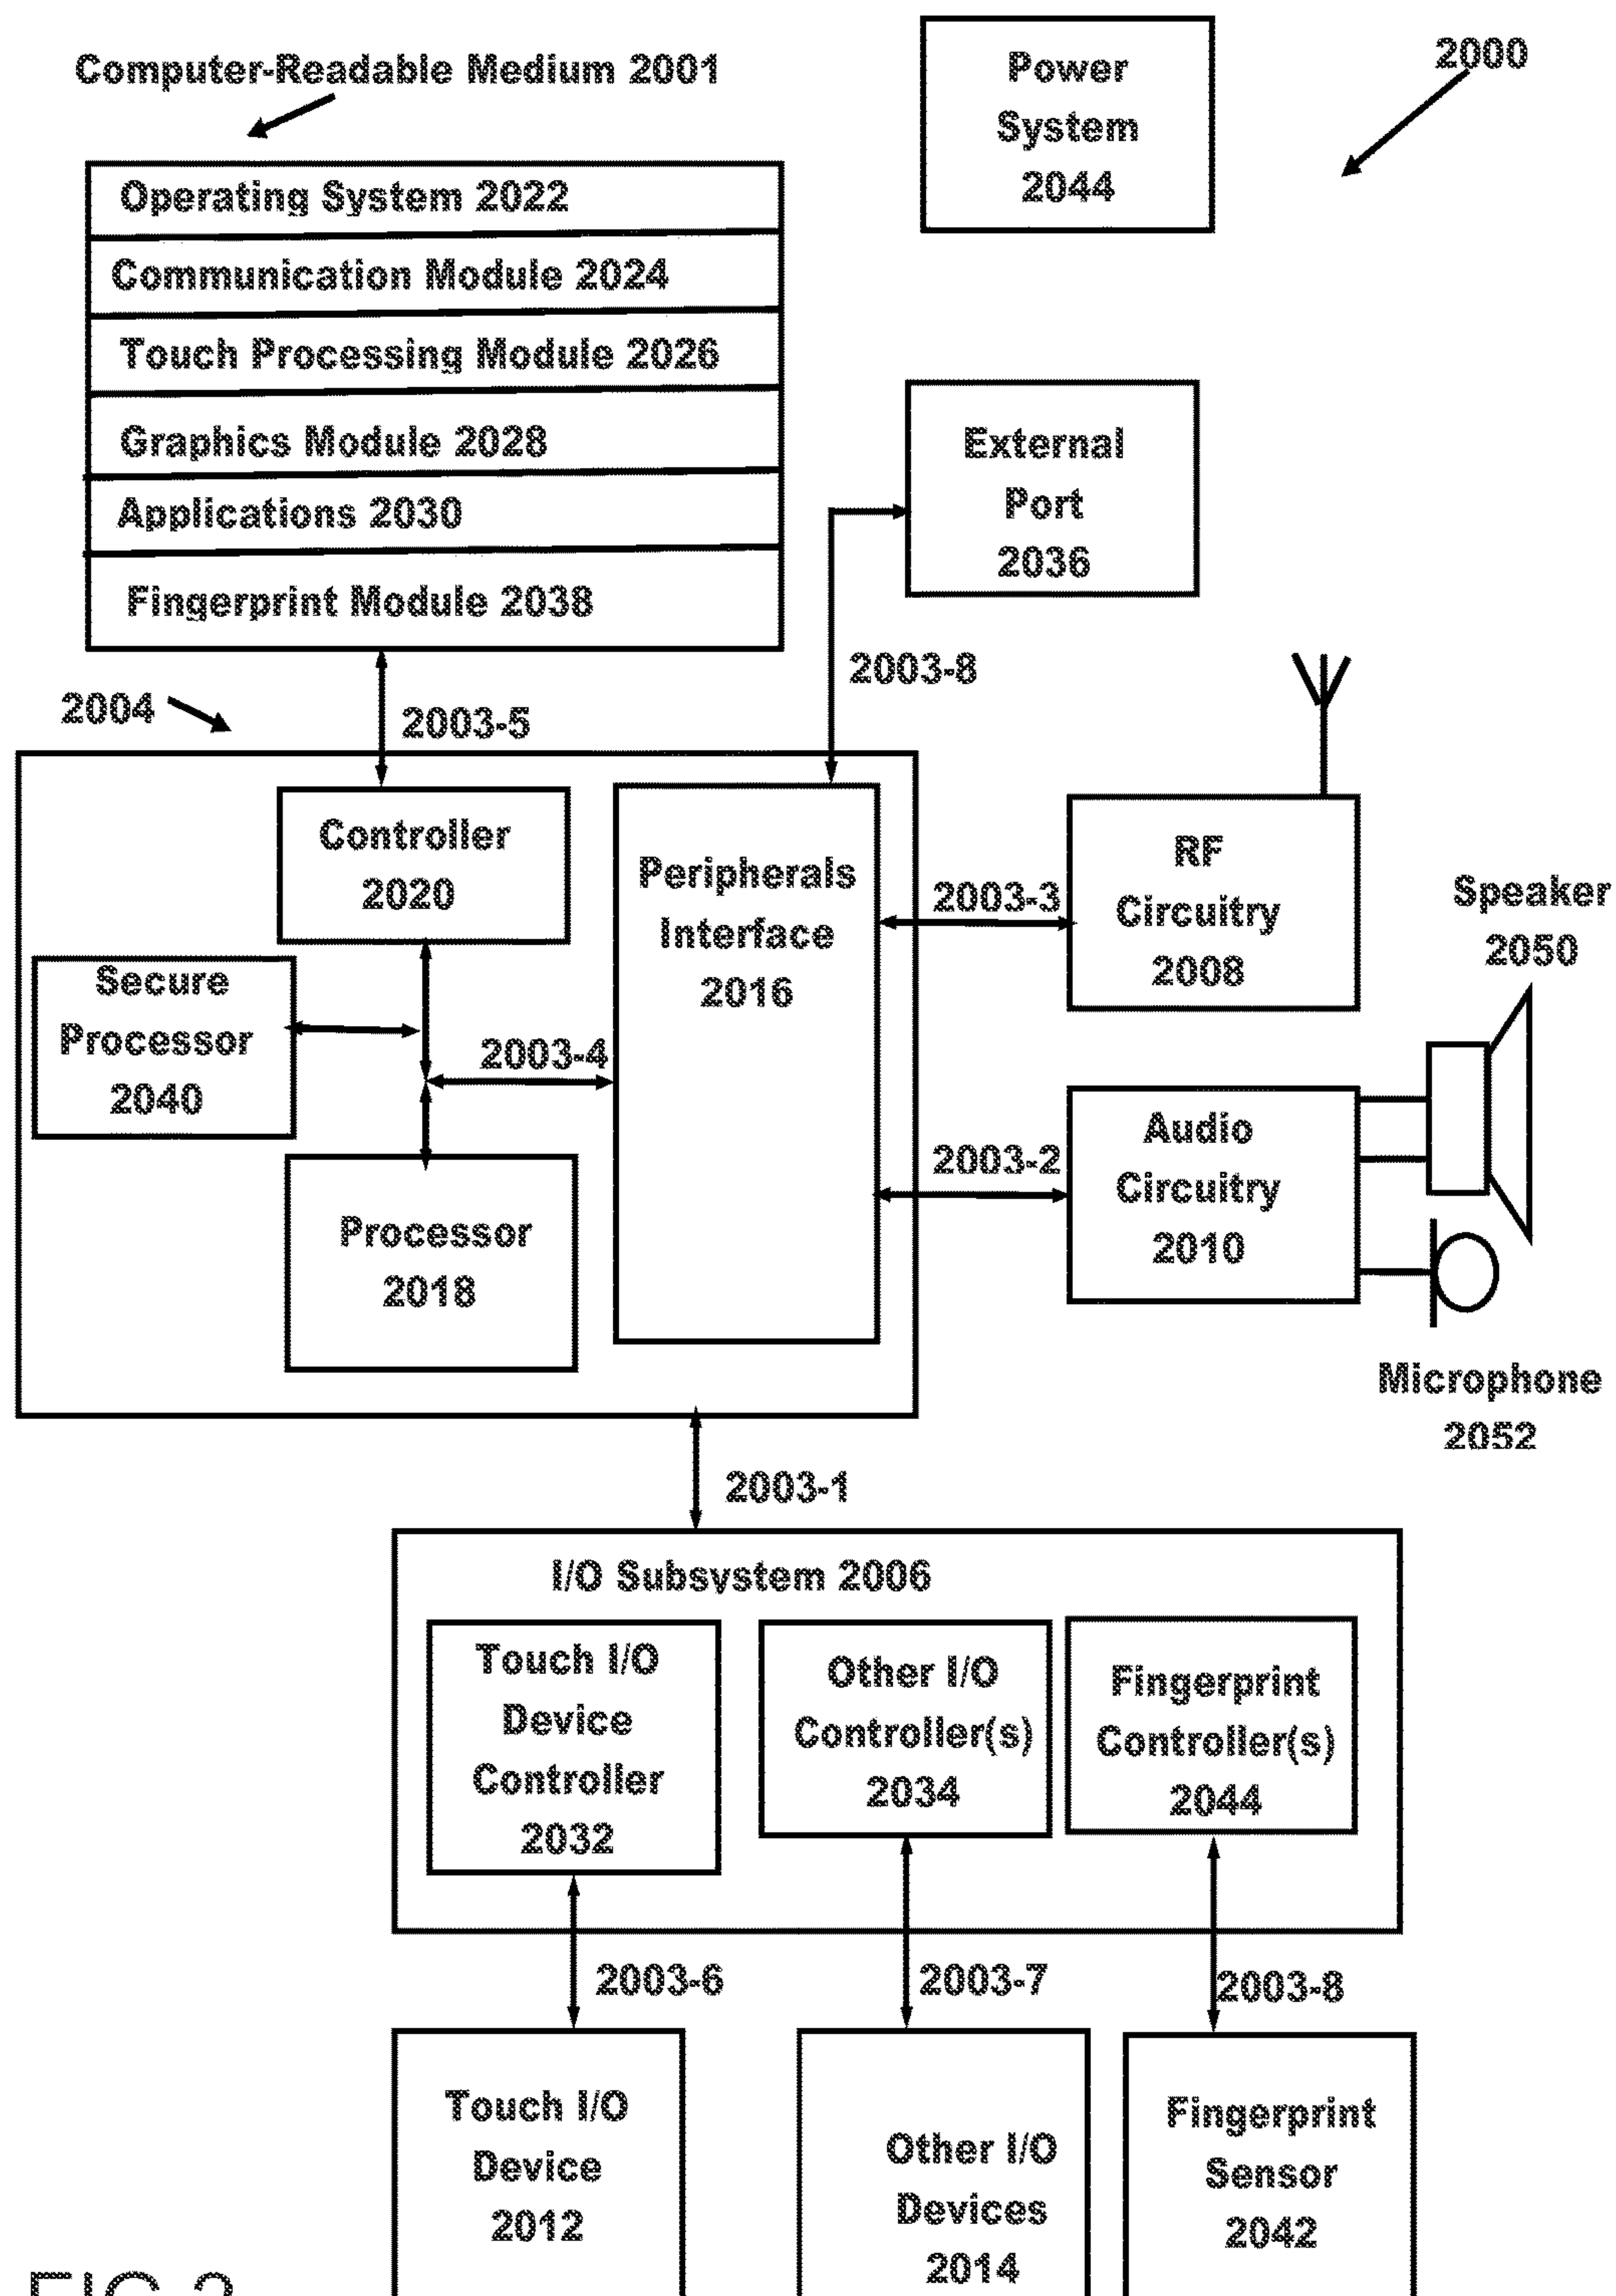 Computer-Readable Medium 2001
Power
System
2044
2000
Operating System 2022
Communication Module 2024
Touch Processing Module 2026
Graphics Module 2028
Applications 2030
Fingerprint Module 2038
External
Port
2036
2003-8
2004
2003-5
Controller
2020
Peripherals
Interface
2016
2003-3
RF
Circuitry
2008
Speaker
2050
Secure
Processor
2040
2003-4
Processor
2018
2003-2
Audio
Circuitry
2010
Microphone
2052
2003-1
I/O Subsystem 2006
Touch I/O
Device
Controller
2032
Other I/O
Controller(s)
2034
Fingerprint
Controller(s)
2044
2003-6
2003-7
2003-8
Touch I/O
Device
2012
Other I/O
Devices
2014
Fingerprint
Sensor
2042